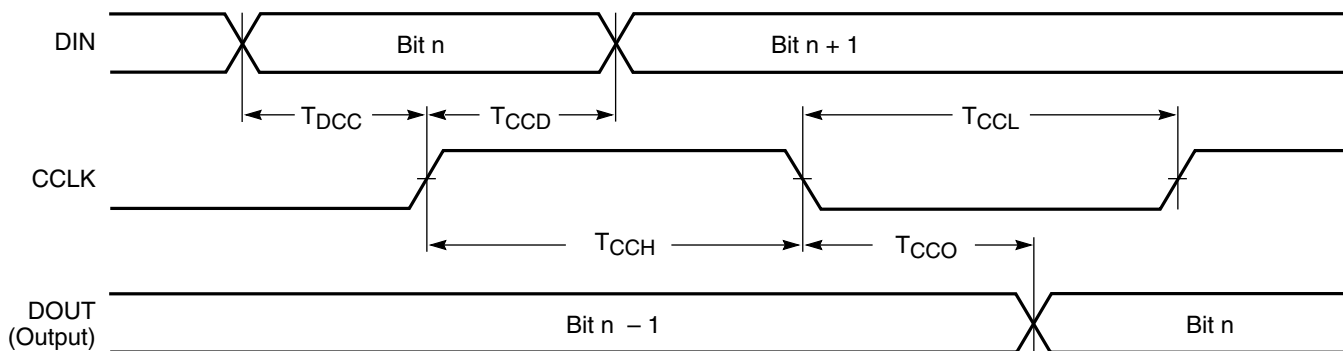 DIN
Bit n
Bit n + 1
TDCC
TCCD
TCCL
CCLK
TCCH
TCCO
DOUT
(Output)
Bit n – 1
Bit n